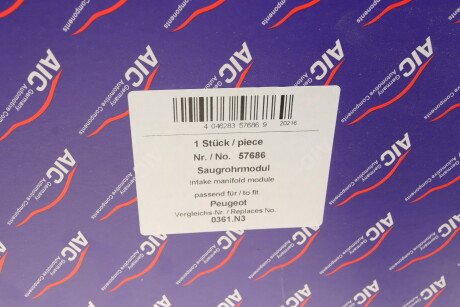 4 046283 57686 9 20216
1 Stück / piece
Nr. / No. 57686
Saugrohrmodul
intake manifold module
passend für / to fit
Peugeot
Vergleichs-Nr. / Replaces No.
0361.N3
AIC
Germany
Automotive Components